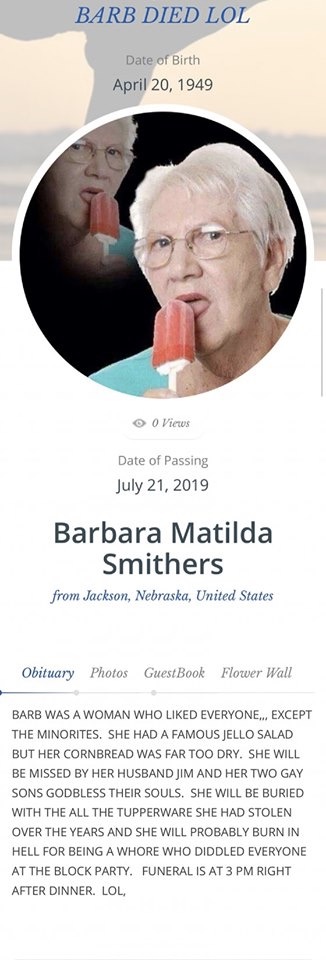 BARB DIED LOL
Date of Birth
April 20, 1949
0 Views
Date of Passing
July 21, 2019
Barbara Matilda
Smithers
from Jackson, Nebraska, United States
Obituary Photos GuestBook Flower Wall
BARB WAS A WOMAN WHO LIKED EVERYONE,,, EXCEPT
THE MINORITES. SHE HAD A FAMOUS JELLO SALAD
BUT HER CORNBREAD WAS FAR TOO DRY. SHE WILL
BE MISSED BY HER HUSBAND JIM AND HER TWO GAY
SONS GODBLESS THEIR SOULS. SHE WILL BE BURIED
WITH THE ALL THE TUPPERWARE SHE HAD STOLEN
OVER THE YEARS AND SHE WILL PROBABLY BURN IN
HELL FOR BEING A WHORE WHO DIDDLED EVERYONE
AT THE BLOCK PARTY. FUNERAL IS AT 3 PM RIGHT
AFTER DINNER. LOL,